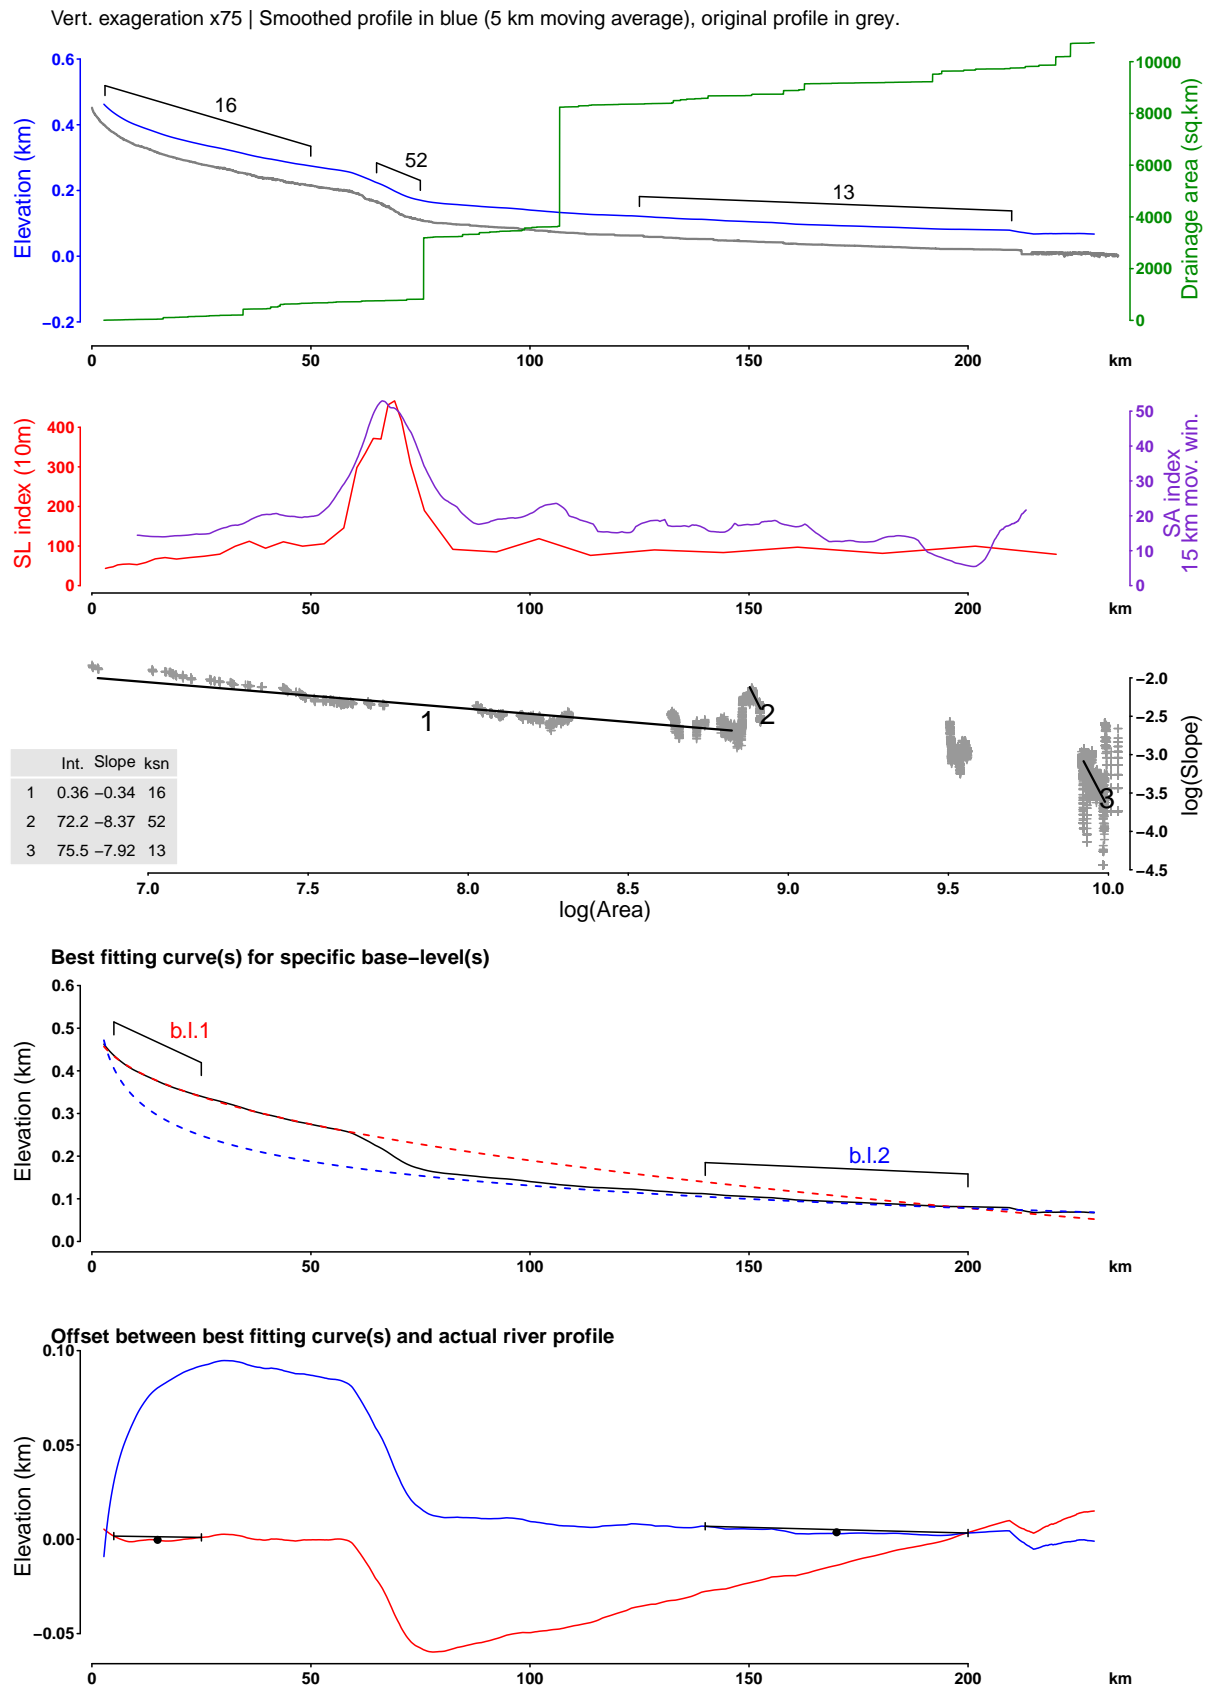 Vert. exageration x75 | Smoothed profile in blue (5 km moving average), original profile in grey.
0.6
0.4
0.2
0.0
−0.2
Elevation (km)
16
52
13
10000
8000
6000
4000
2000
0
Drainage area (sq.km)
0 50 100 150 200 km
400
300
200
100
0
SL index (10m)
50
40
30
20
10
0
SA index
15 km mov. win.
0 50 100 150 200 km
1
2
3
−2.0
−2.5
−3.0
−3.5
−4.0
−4.5
log(Slope)
Int. Slope ksn
1 0.36 −0.34 16
2 72.2 −8.37 52
3 75.5 −7.92 13
7.0 7.5 8.0 8.5 9.0 9.5 10.0
log(Area)
Best fitting curve(s) for specific base−level(s)
0.6
0.5
0.4
0.3
0.2
0.1
0.0
Elevation (km)
b.l.1
b.l.2
0 50 100 150 200 km
Offset between best fitting curve(s) and actual river profile
0.10
0.05
0.00
−0.05
Elevation (km)
0 50 100 150 200 km